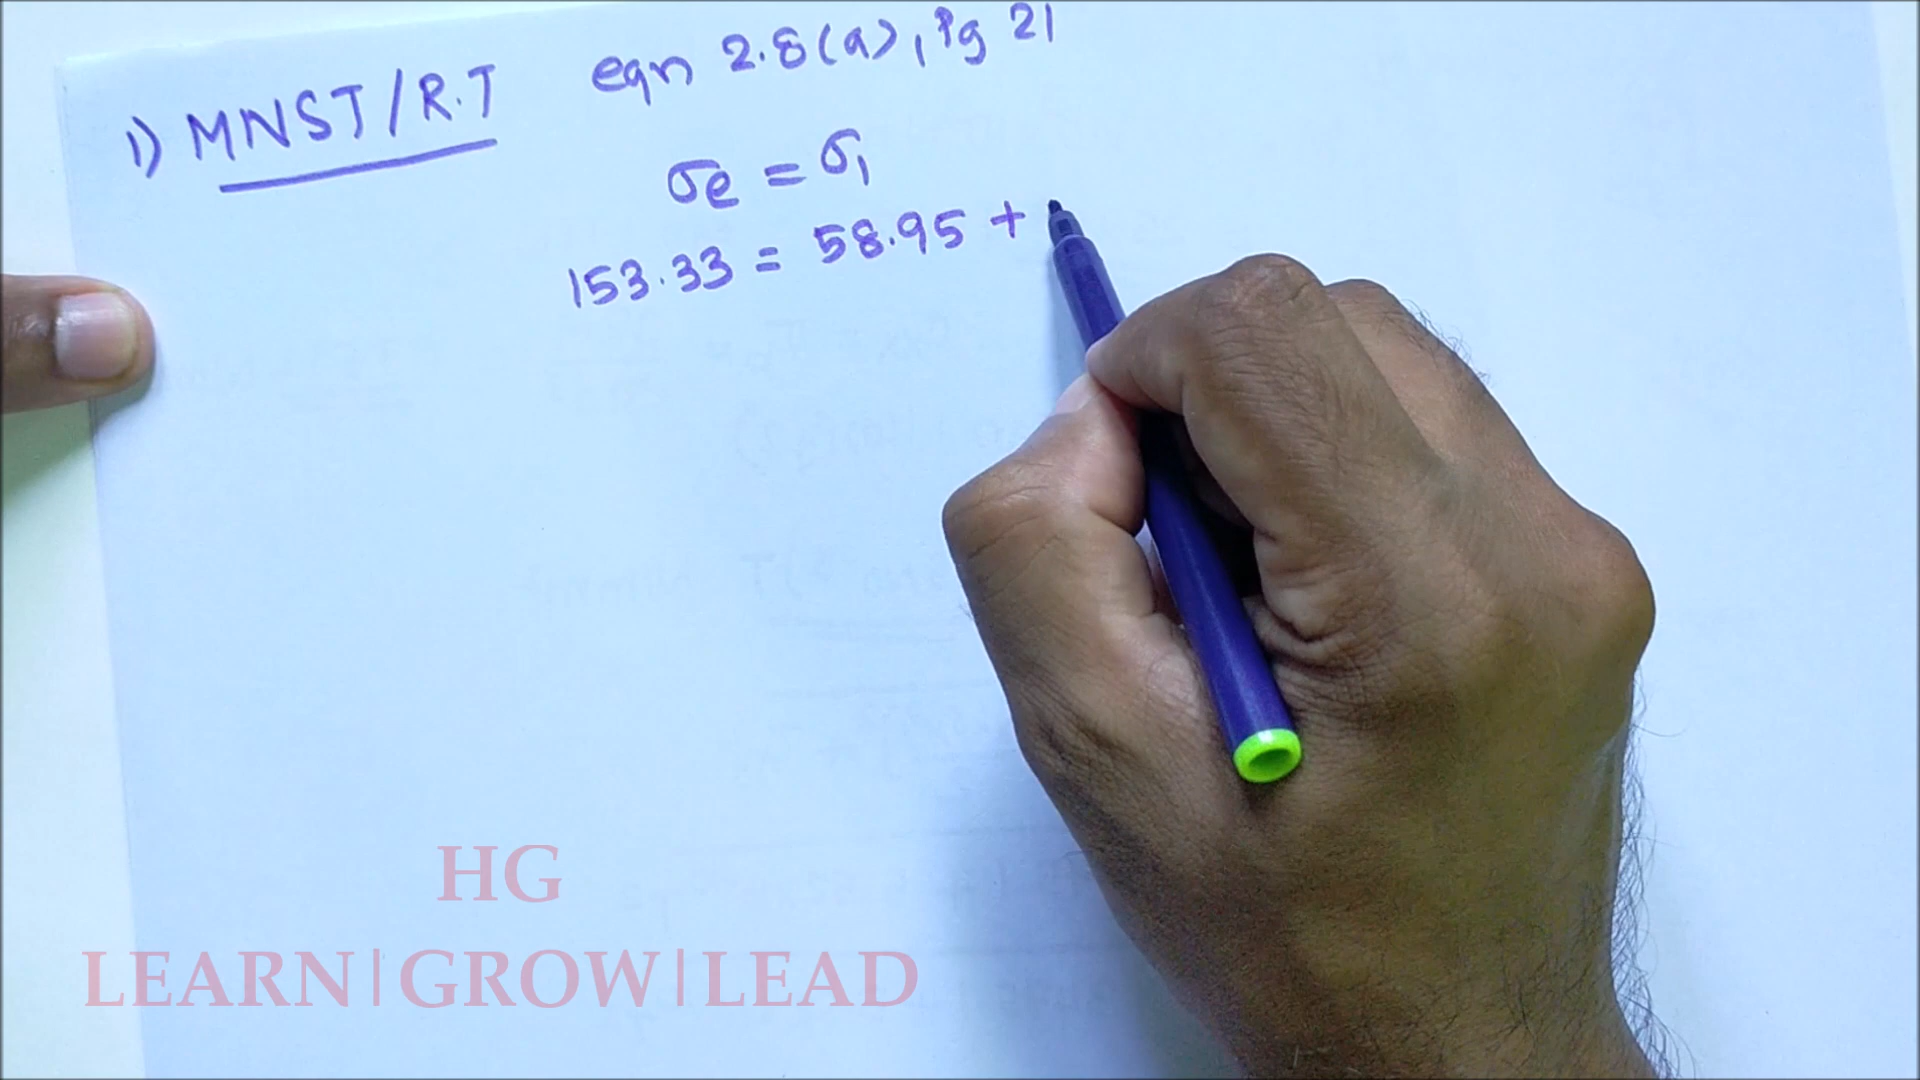 1) MNST/R.T eqn 2.8(a), Pg 21
σe = σ1
153.33 = 58.95 +
HG
LEARN|GROW|LEAD